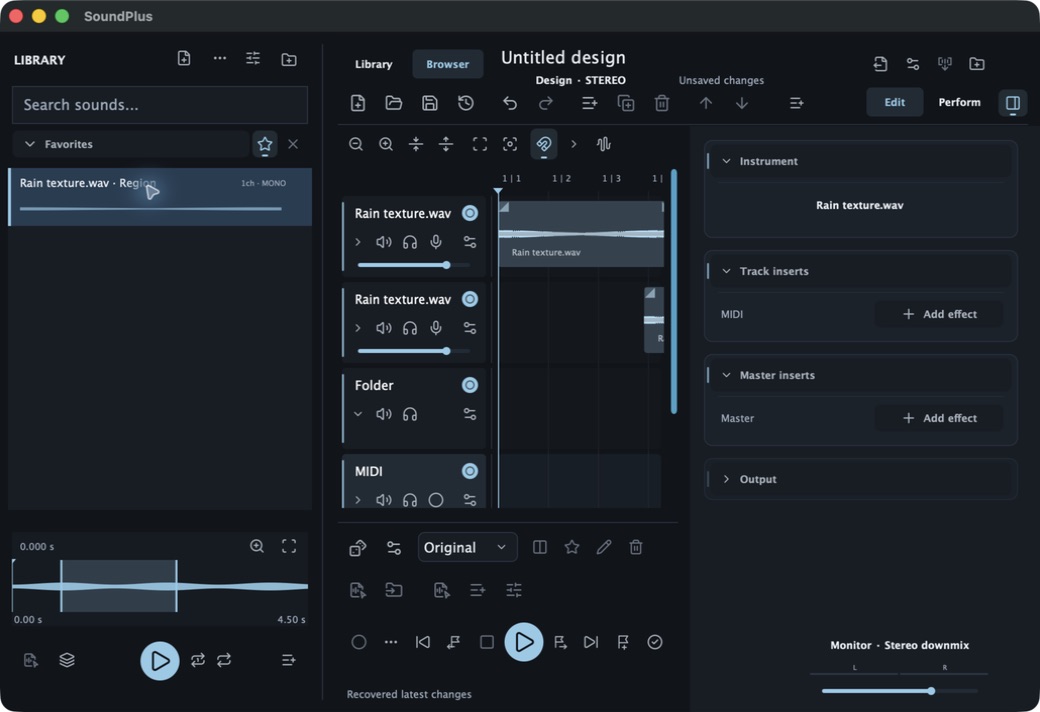 SoundPlus
LIBRARY
Search sounds...
Favorites
Rain texture.wav · Region
1ch · MONO
0.000 s
0.00 s
4.50 s
Library
Browser
Untitled design
Design · STEREO
Unsaved changes
Edit
Perform
1|1
1|2
1|3
1|
Rain texture.wav
Rain texture.wav
Rain texture.wav
R
Folder
MIDI
Original
Recovered latest changes
Instrument
Rain texture.wav
Track inserts
MIDI
Add effect
Master inserts
Master
Add effect
Output
Monitor · Stereo downmix
L
R